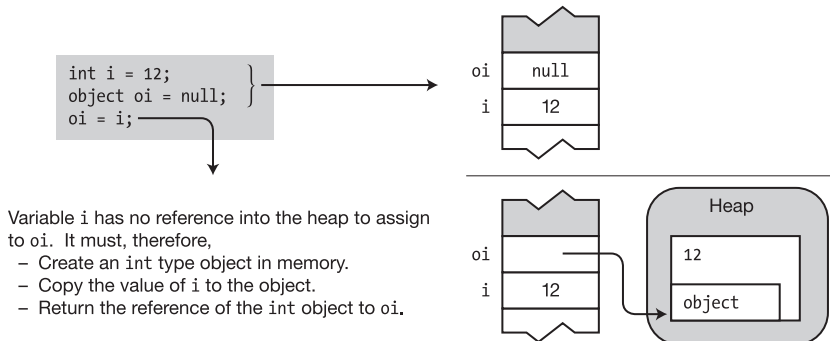 int i = 12;
object oi = null;
oi = i;
oi null
i 12
Variable i has no reference into the heap to assign
to oi. It must, therefore,
– Create an int type object in memory.
– Copy the value of i to the object.
– Return the reference of the int object to oi.
Heap
oi
i 12
12
object